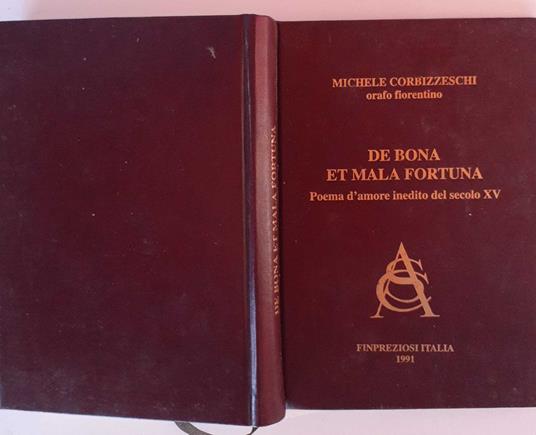 DE BONA ET MALA FORTUNA
MICHELE CORBIZZESCHI
orafo fiorentino
DE BONA
ET MALA FORTUNA
Poema d'amore inedito del secolo XV
ASC
FINPREZIOSI ITALIA
1991